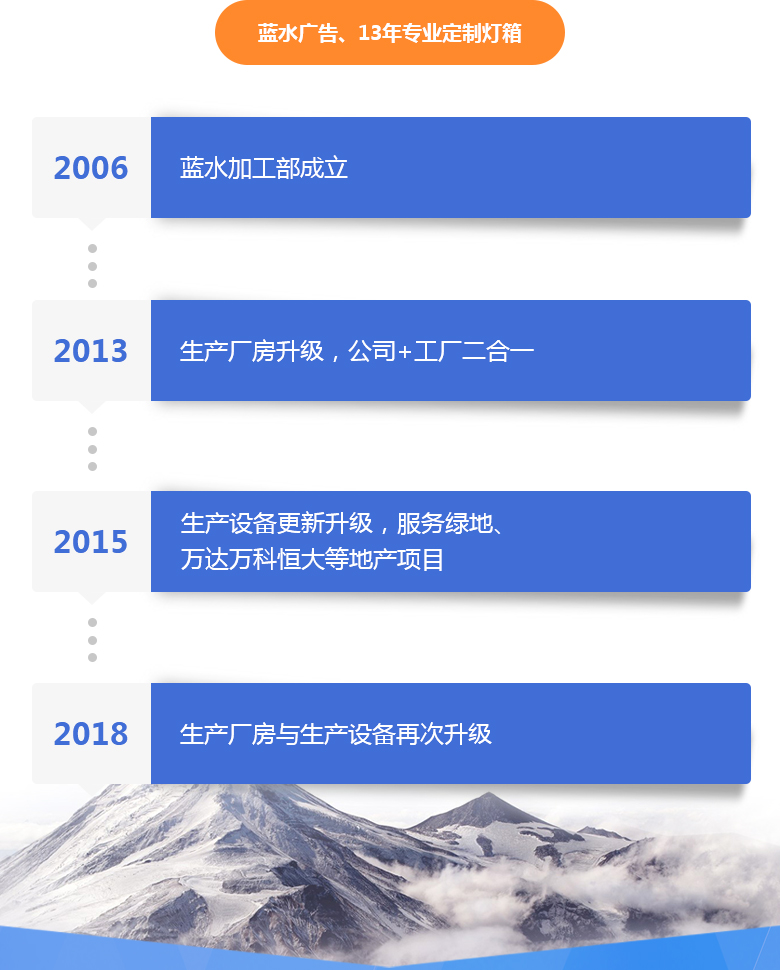 蓝水广告、13年专业定制灯箱
2006
蓝水加工部成立
2013
生产厂房升级，公司+工厂二合一
2015
生产设备更新升级，服务绿地、
万达万科恒大等地产项目
2018
生产厂房与生产设备再次升级